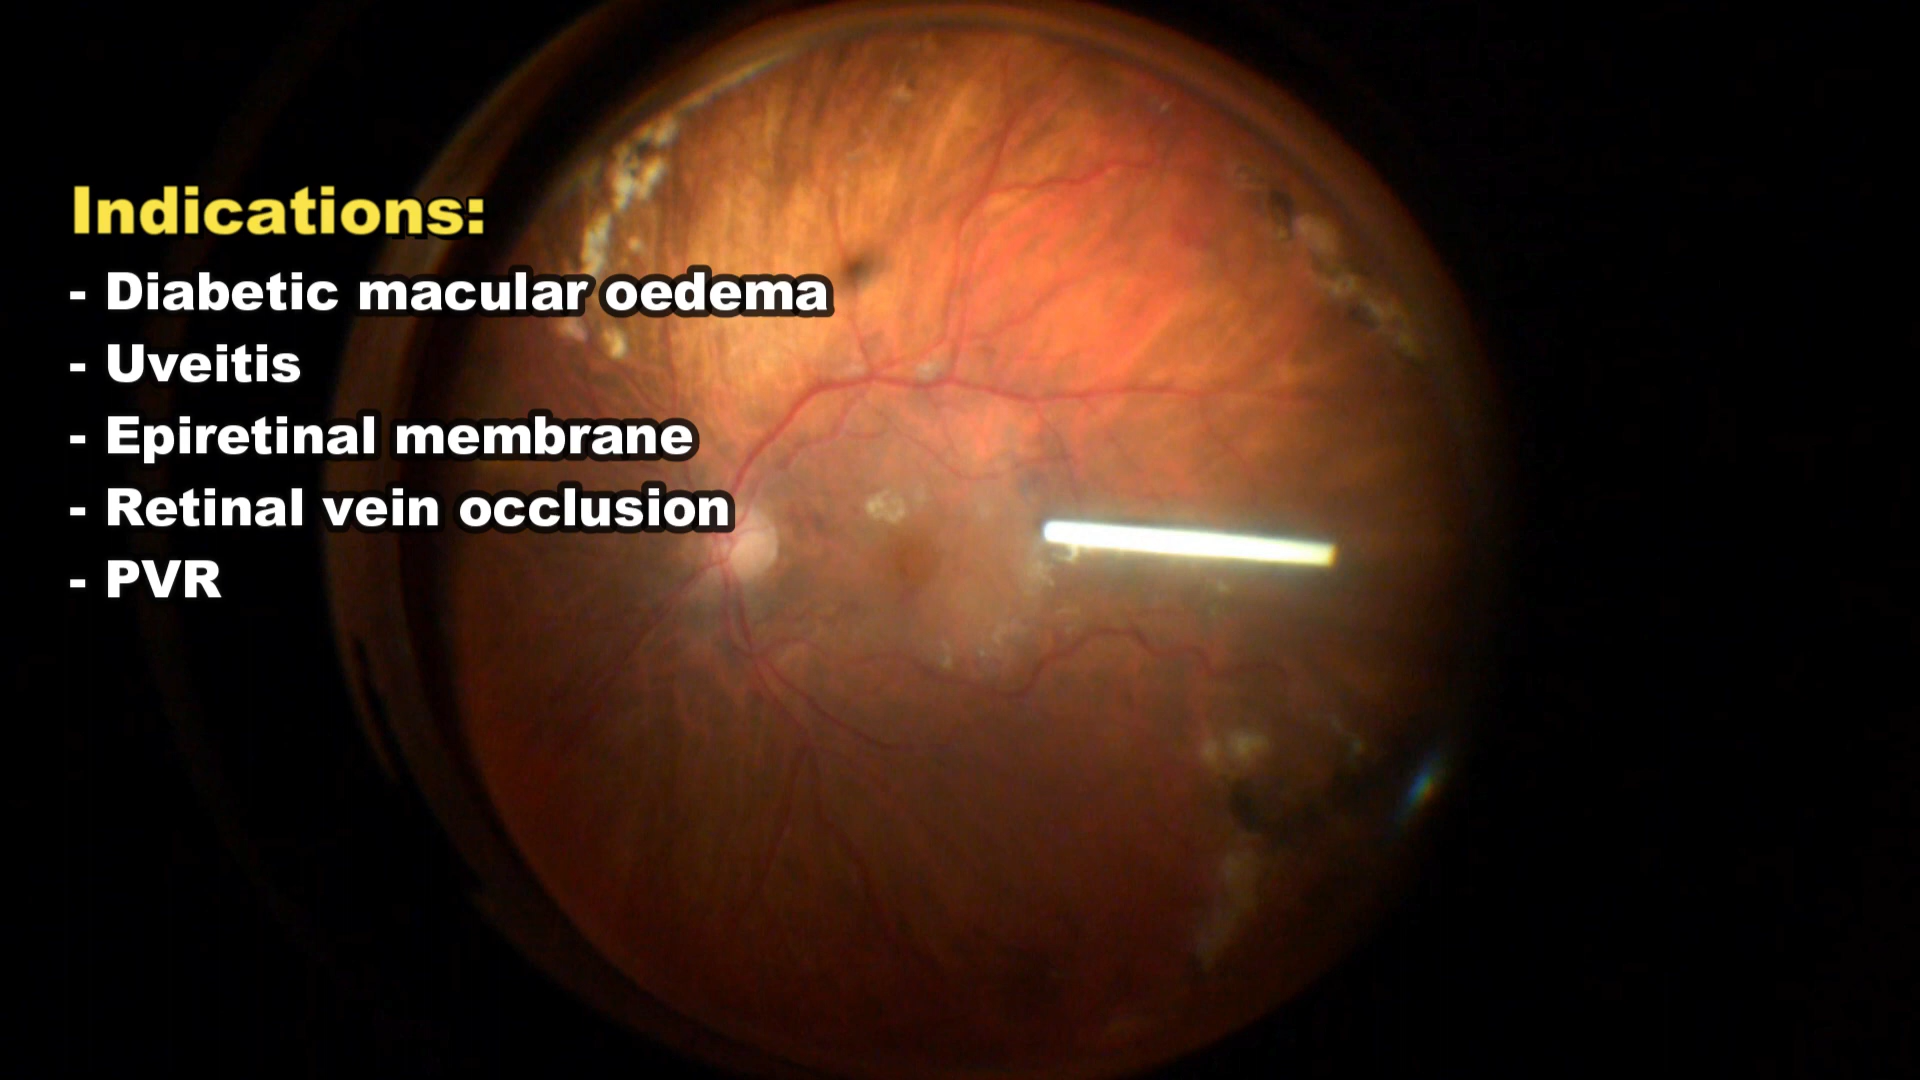 Indications:
- Diabetic macular oedema
- Uveitis
- Epiretinal membrane
- Retinal vein occlusion
- PVR